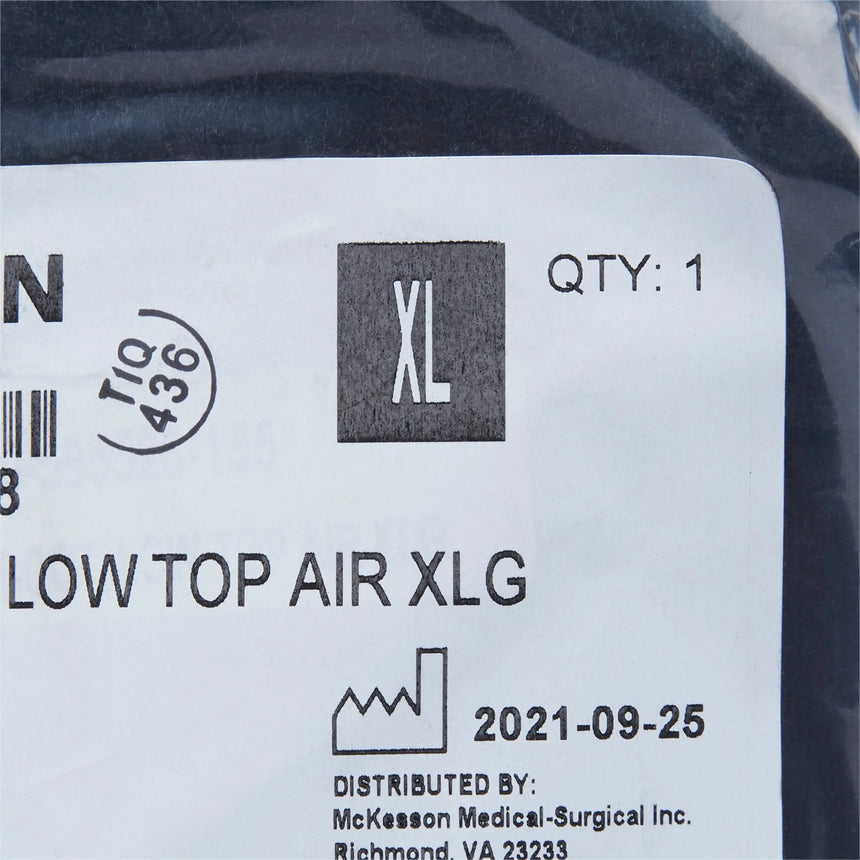 N
XL
QTY: 1
TIQ
436
8
LOW TOP AIR XLG
2021-09-25
DISTRIBUTED BY:
McKesson Medical-Surgical Inc.
Richmond, VA 23233